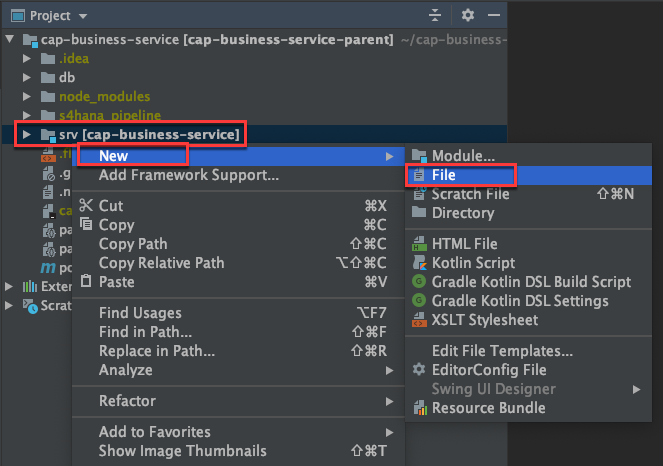 Project
cap-business-service [cap-business-service-parent] ~/cap-business-
.idea
db
node_modules
s4hana_pipeline
srv [cap-business-service]
.g
.n
ca
pa
pa
po
Exter
Scrat
New
Add Framework Support...
Cut ⌘X
Copy ⌘C
Copy Path ⇧⌘C
Copy Relative Path ⌥⇧⌘C
Paste ⌘V
Find Usages ⌥F7
Find in Path... ⇧⌘F
Replace in Path... ⇧⌘R
Analyze
Refactor
Add to Favorites
Show Image Thumbnails ⇧⌘T
Module...
File
Scratch File ⇧⌘N
Directory
HTML File
Kotlin Script
Gradle Kotlin DSL Build Script
Gradle Kotlin DSL Settings
XSLT Stylesheet
Edit File Templates...
EditorConfig File
Swing UI Designer
Resource Bundle